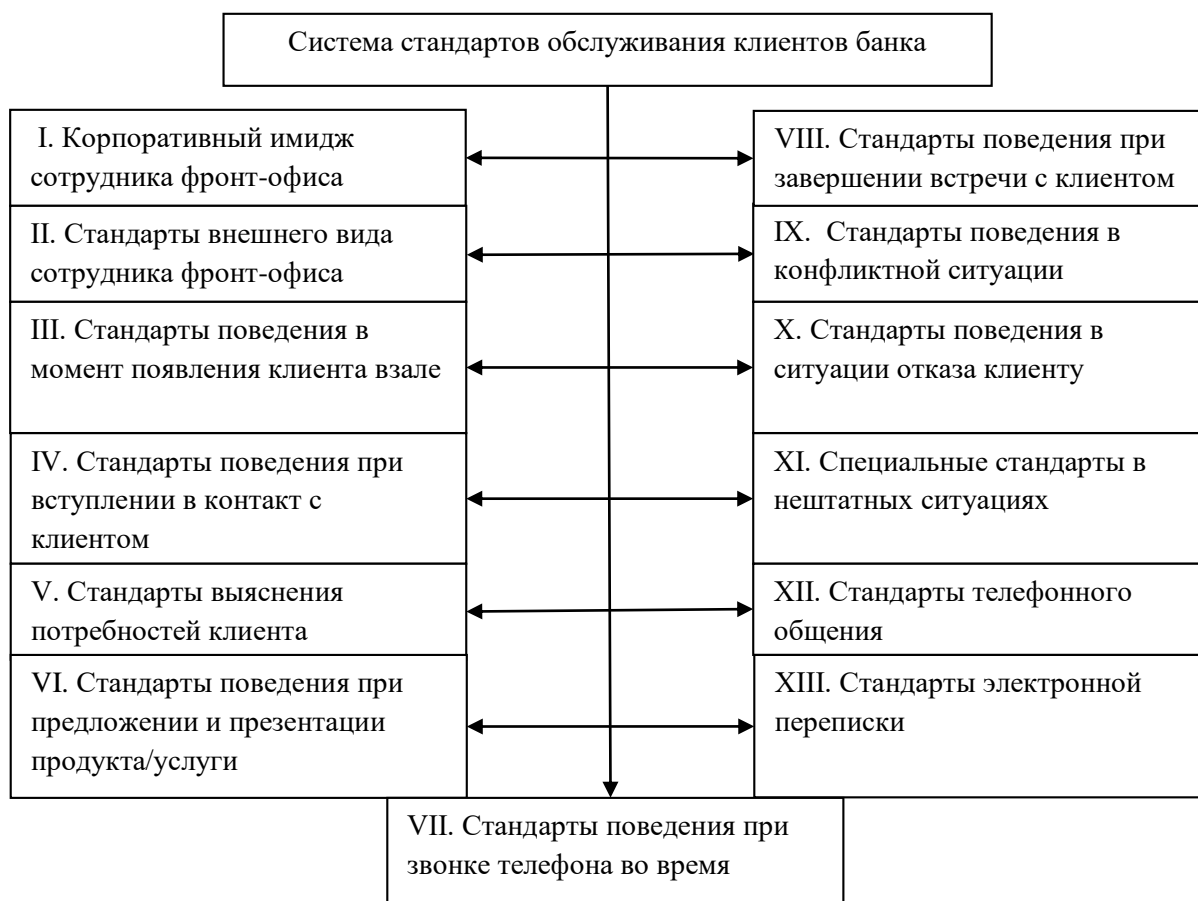 Система стандартов обслуживания клиентов банка
I. Корпоративный имидж
сотрудника фронт-офиса
II. Стандарты внешнего вида
сотрудника фронт-офиса
III. Стандарты поведения в
момент появления клиента взале
IV. Стандарты поведения при
вступлении в контакт с
клиентом
V. Стандарты выяснения
потребностей клиента
VI. Стандарты поведения при
предложении и презентации
продукта/услуги
VII. Стандарты поведения при
звонке телефона во время
VIII. Стандарты поведения при
завершении встречи с клиентом
IX. Стандарты поведения в
конфликтной ситуации
X. Стандарты поведения в
ситуации отказа клиенту
XI. Специальные стандарты в
нештатных ситуациях
XII. Стандарты телефонного
общения
XIII. Стандарты электронной
переписки